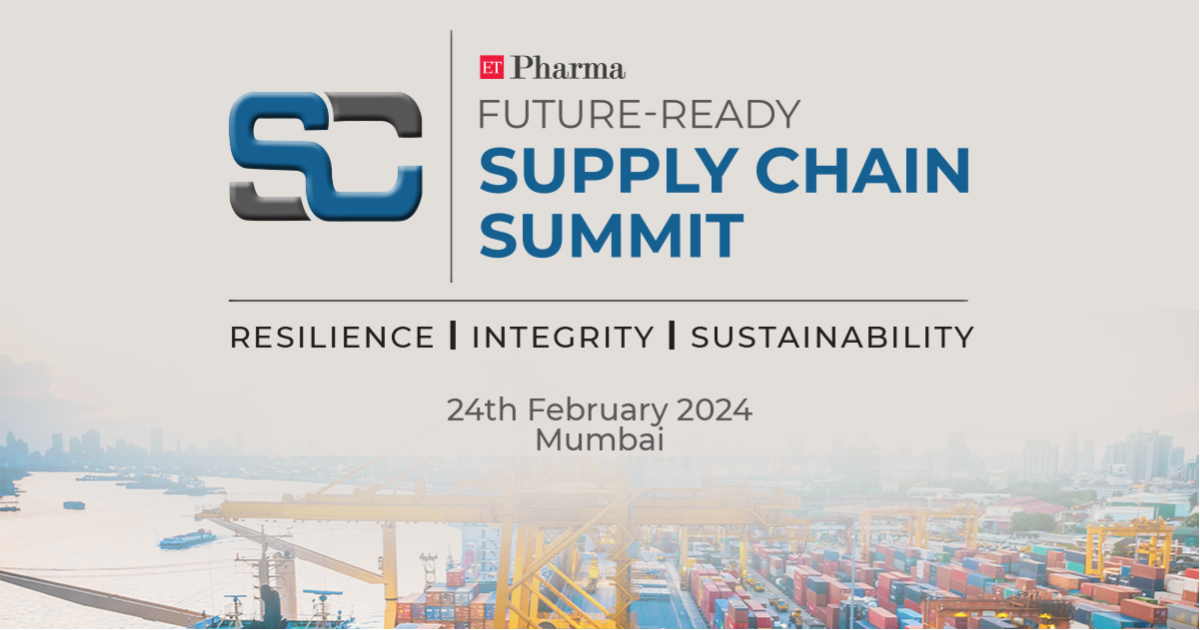 SC
ET Pharma
FUTURE-READY
SUPPLY CHAIN
SUMMIT
RESILIENCE | INTEGRITY | SUSTAINABILITY
24th February 2024
Mumbai